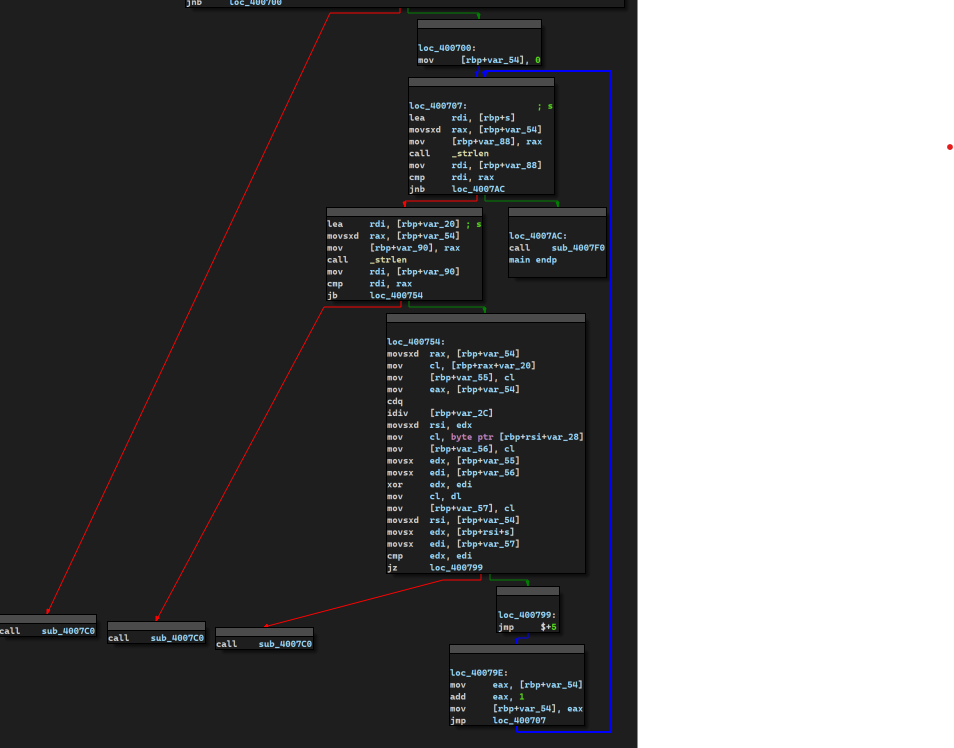 jnb     loc_400700
loc_400700:
mov     [rbp+var_54], 0
loc_400707:             ; s
lea     rdi, [rbp+s]
movsxd  rax, [rbp+var_54]
mov     [rbp+var_88], rax
call    _strlen
mov     rdi, [rbp+var_88]
cmp     rdi, rax
jnb     loc_4007AC
lea     rdi, [rbp+var_20] ; s
movsxd  rax, [rbp+var_54]
mov     [rbp+var_90], rax
call    _strlen
mov     rdi, [rbp+var_90]
cmp     rdi, rax
jb      loc_400754
loc_4007AC:
call    sub_4007F0
main endp
loc_400754:
movsxd  rax, [rbp+var_54]
mov     cl, [rbp+rax+var_20]
mov     [rbp+var_55], cl
mov     eax, [rbp+var_54]
cdq
idiv    [rbp+var_2C]
movsxd  rsi, edx
mov     cl, byte ptr [rbp+rsi+var_28]
mov     [rbp+var_56], cl
movsx   edx, [rbp+var_55]
movsx   edi, [rbp+var_56]
xor     edx, edi
mov     cl, dl
mov     [rbp+var_57], cl
movsxd  rsi, [rbp+var_54]
movsx   edx, [rbp+rsi+s]
movsx   edi, [rbp+var_57]
cmp     edx, edi
jz      loc_400799
call    sub_4007C0
call    sub_4007C0
call    sub_4007C0
loc_400799:
jmp     $+5
loc_40079E:
mov     eax, [rbp+var_54]
add     eax, 1
mov     [rbp+var_54], eax
jmp     loc_400707